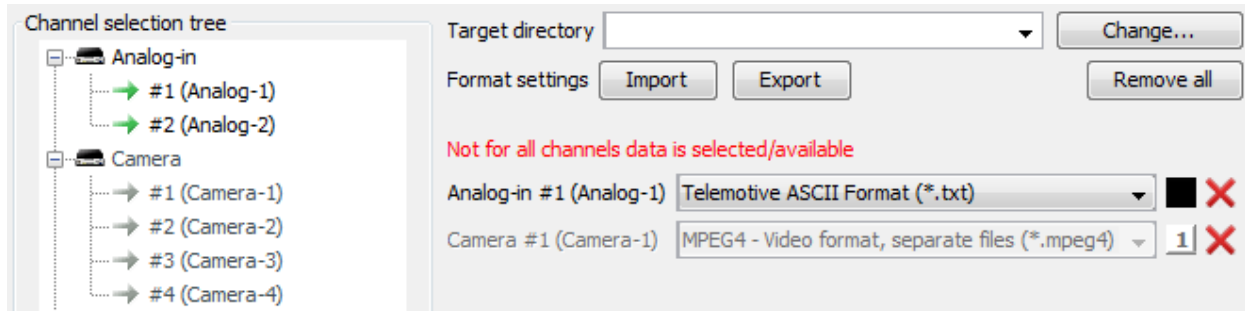 Channel selection tree
Analog-in
#1 (Analog-1)
#2 (Analog-2)
Camera
#1 (Camera-1)
#2 (Camera-2)
#3 (Camera-3)
#4 (Camera-4)
Target directory
Change...
Format settings
Import
Export
Remove all
Not for all channels data is selected/available
Analog-in #1 (Analog-1) Telemotive ASCII Format (*.txt)
Camera #1 (Camera-1) MPEG4 - Video format, separate files (*.mpeg4) 1